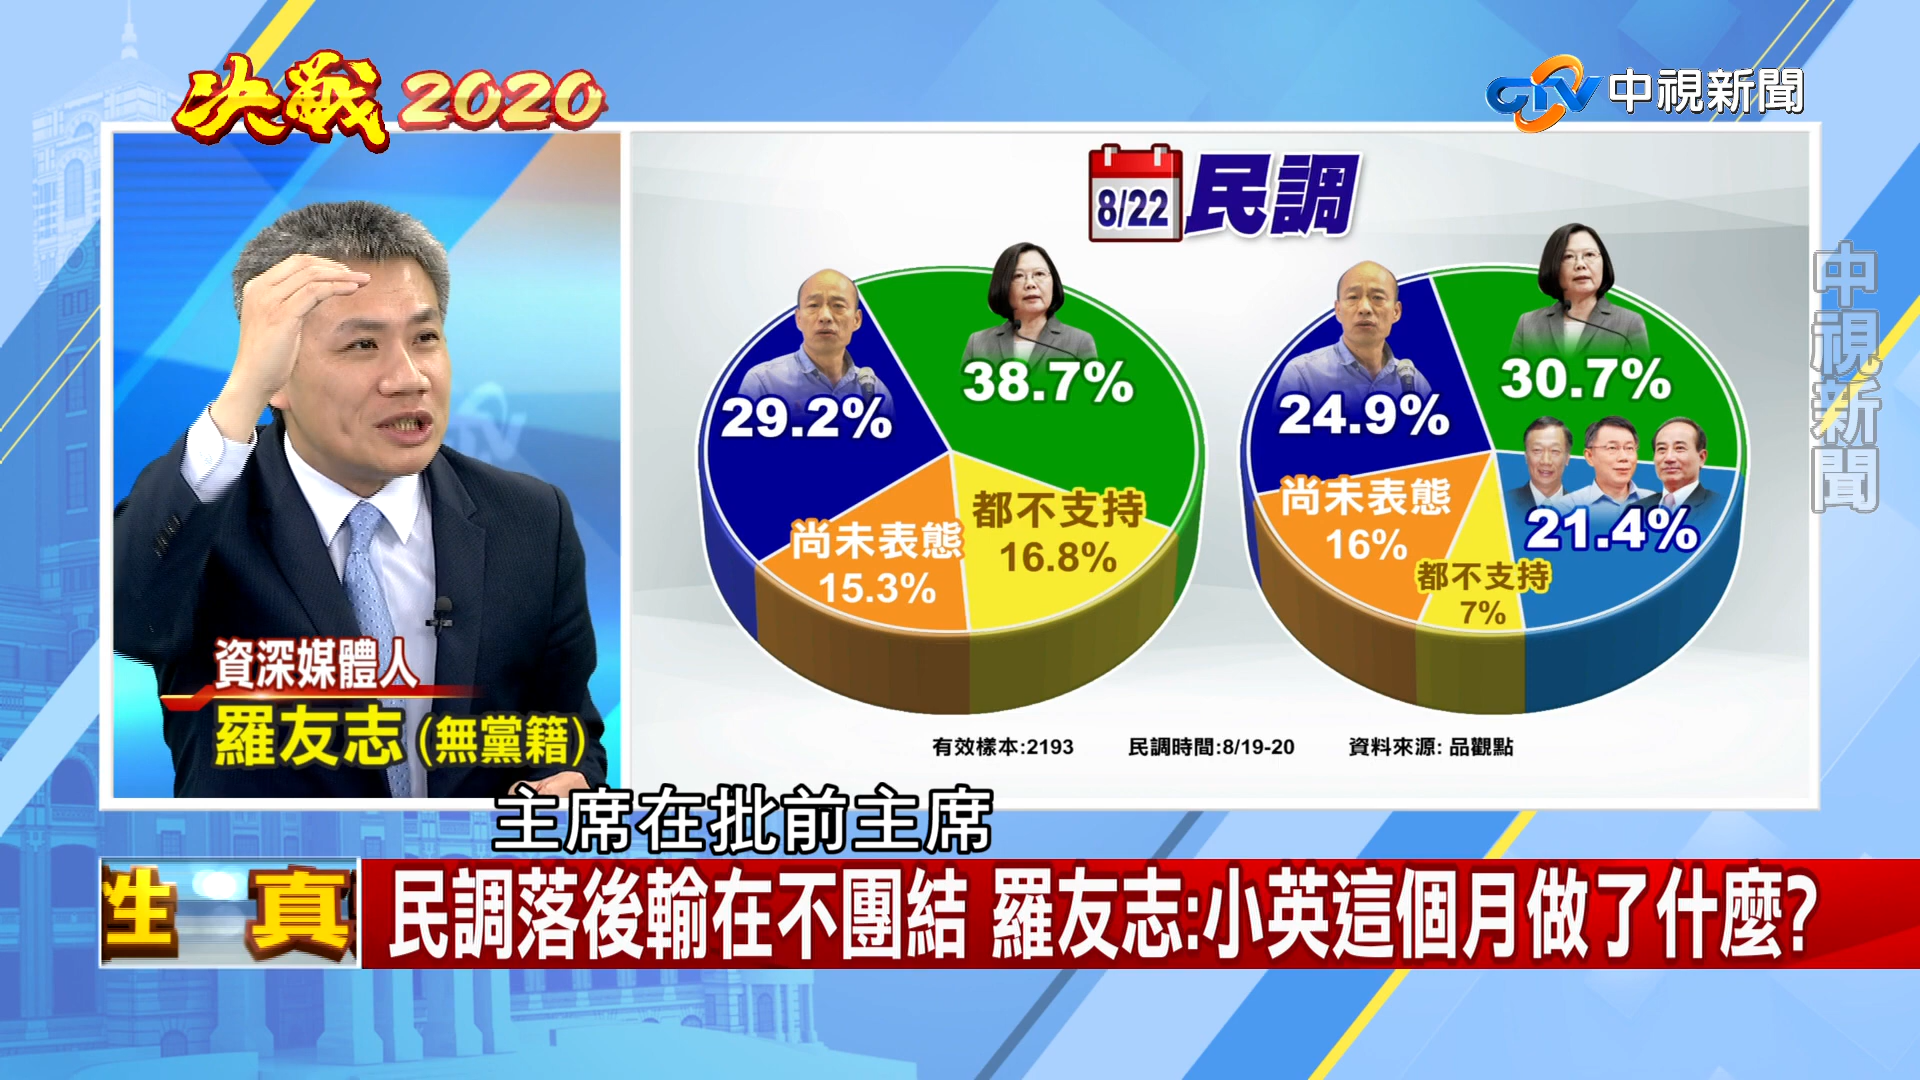 決戰2020
CTV 中視新聞
8/22 民調
中視新聞
29.2%
38.7%
尚未表態
15.3%
都不支持
16.8%
24.9%
30.7%
尚未表態
16%
都不支持
7%
21.4%
有效樣本:2193 民調時間:8/19-20 資料來源: 品觀點
資深媒體人
羅友志(無黨籍)
主席在批前主席
性 真
民調落後輸在不團結 羅友志:小英這個月做了什麼?